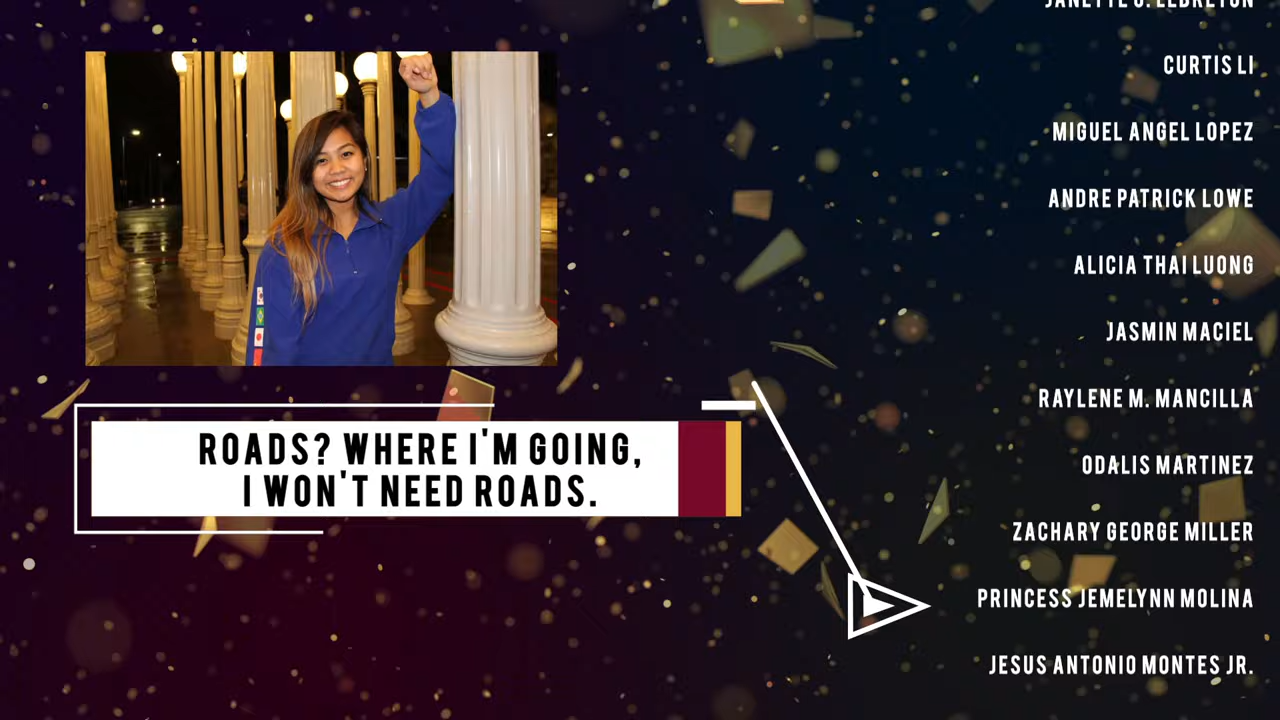 CURTIS LI
MIGUEL ANGEL LOPEZ
ANDRE PATRICK LOWE
ALICIA THAI LUONG
JASMIN MACIEL
RAYLENE M. MANCILLA
ODALIS MARTINEZ
ZACHARY GEORGE MILLER
PRINCESS JEMELYNN MOLINA
JESUS ANTONIO MONTES JR.
ROADS? WHERE I'M GOING,
I WON'T NEED ROADS.